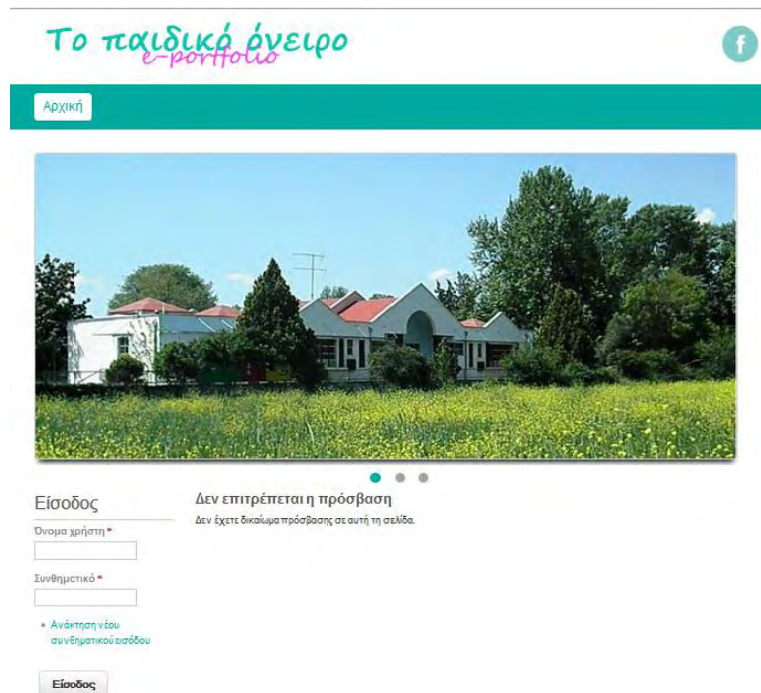 Το παιδικό όνειρο
e-portfolio
f
Αρχική
Είσοδος
Όνομα χρήστη *
Συνθηματικό *
Ανάκτηση νέου
συνθηματικού εισόδου
Είσοδος
Δεν επιτρέπεται η πρόσβαση
Δεν έχετε δικαίωμα πρόσβασης σε αυτή τη σελίδα.